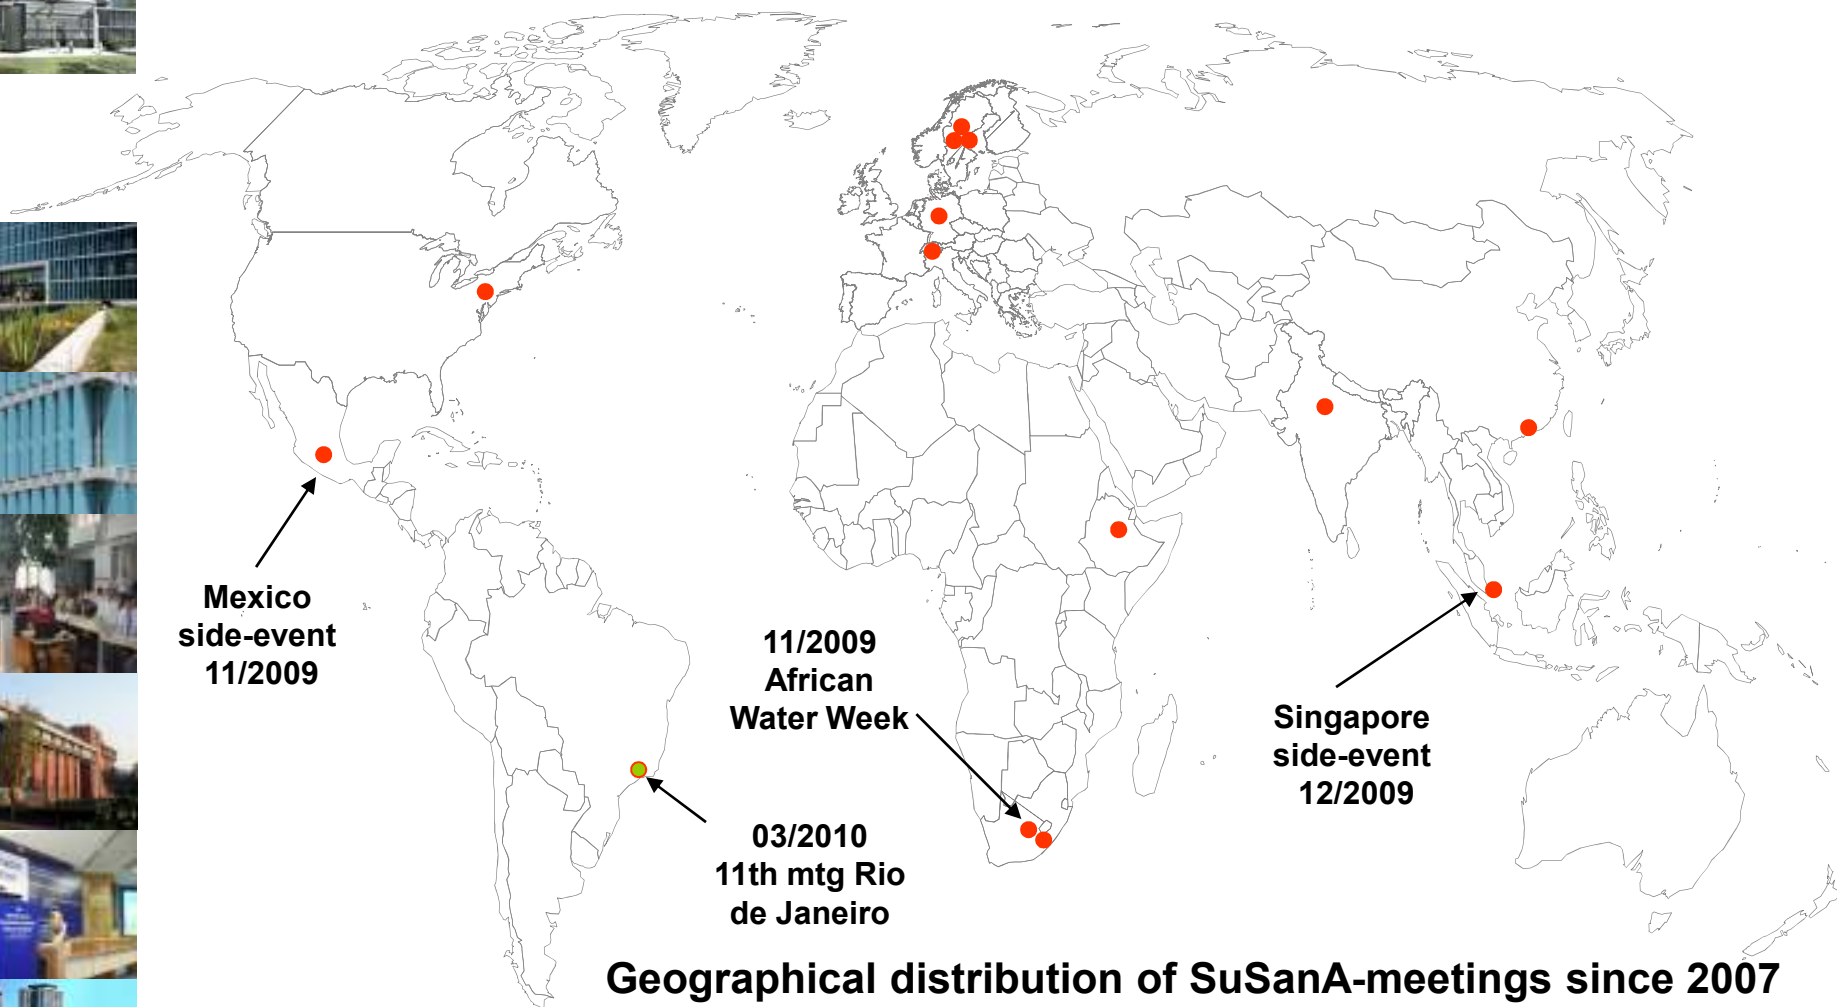 Mexico
side-event
11/2009
11/2009
African
Water Week
Singapore
side-event
12/2009
03/2010
11th mtg Rio
de Janeiro
Geographical distribution of SuSanA-meetings since 2007